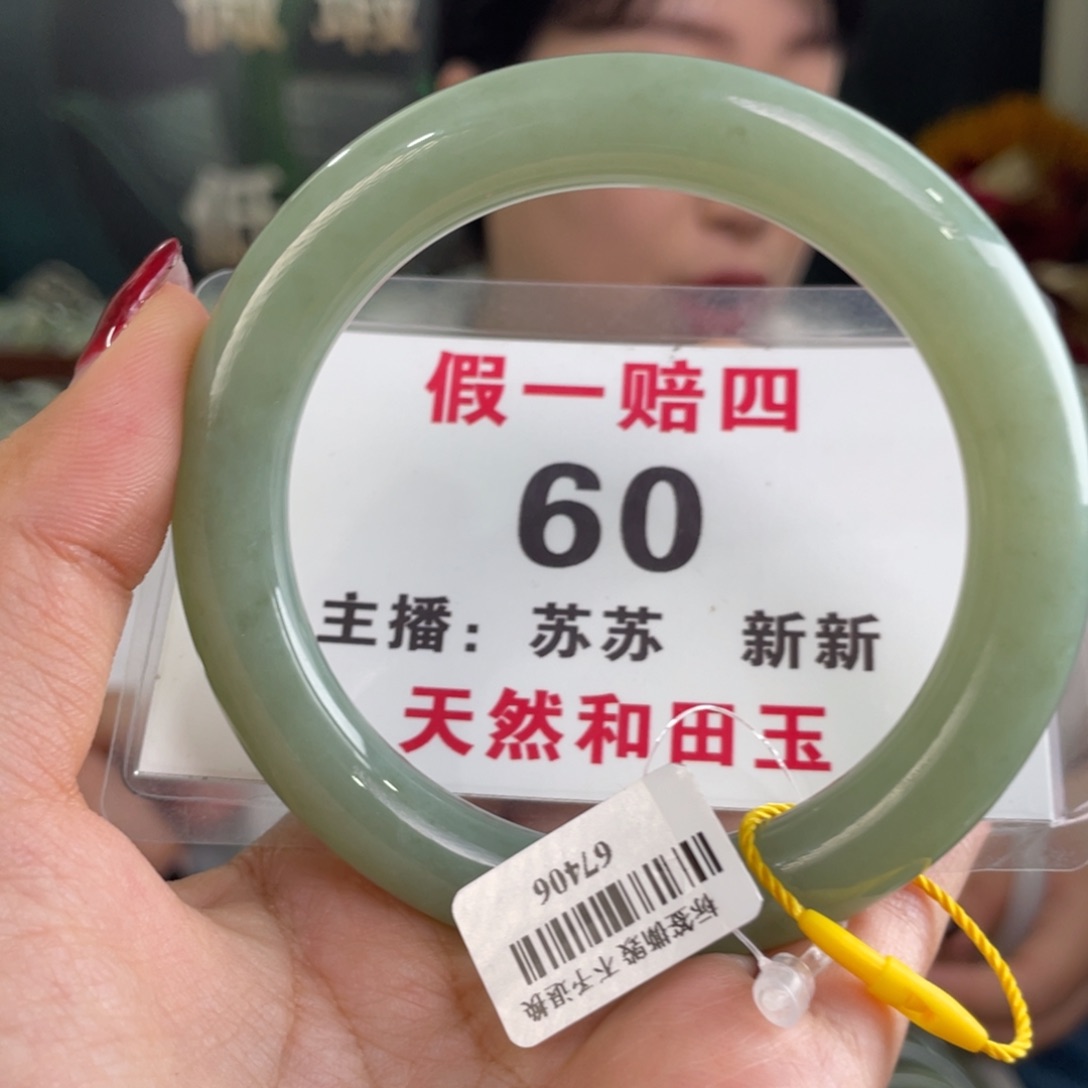 低
假一赔四
60
主播：苏苏 新新
天然和田玉
67406
标签撕毁 不予退换